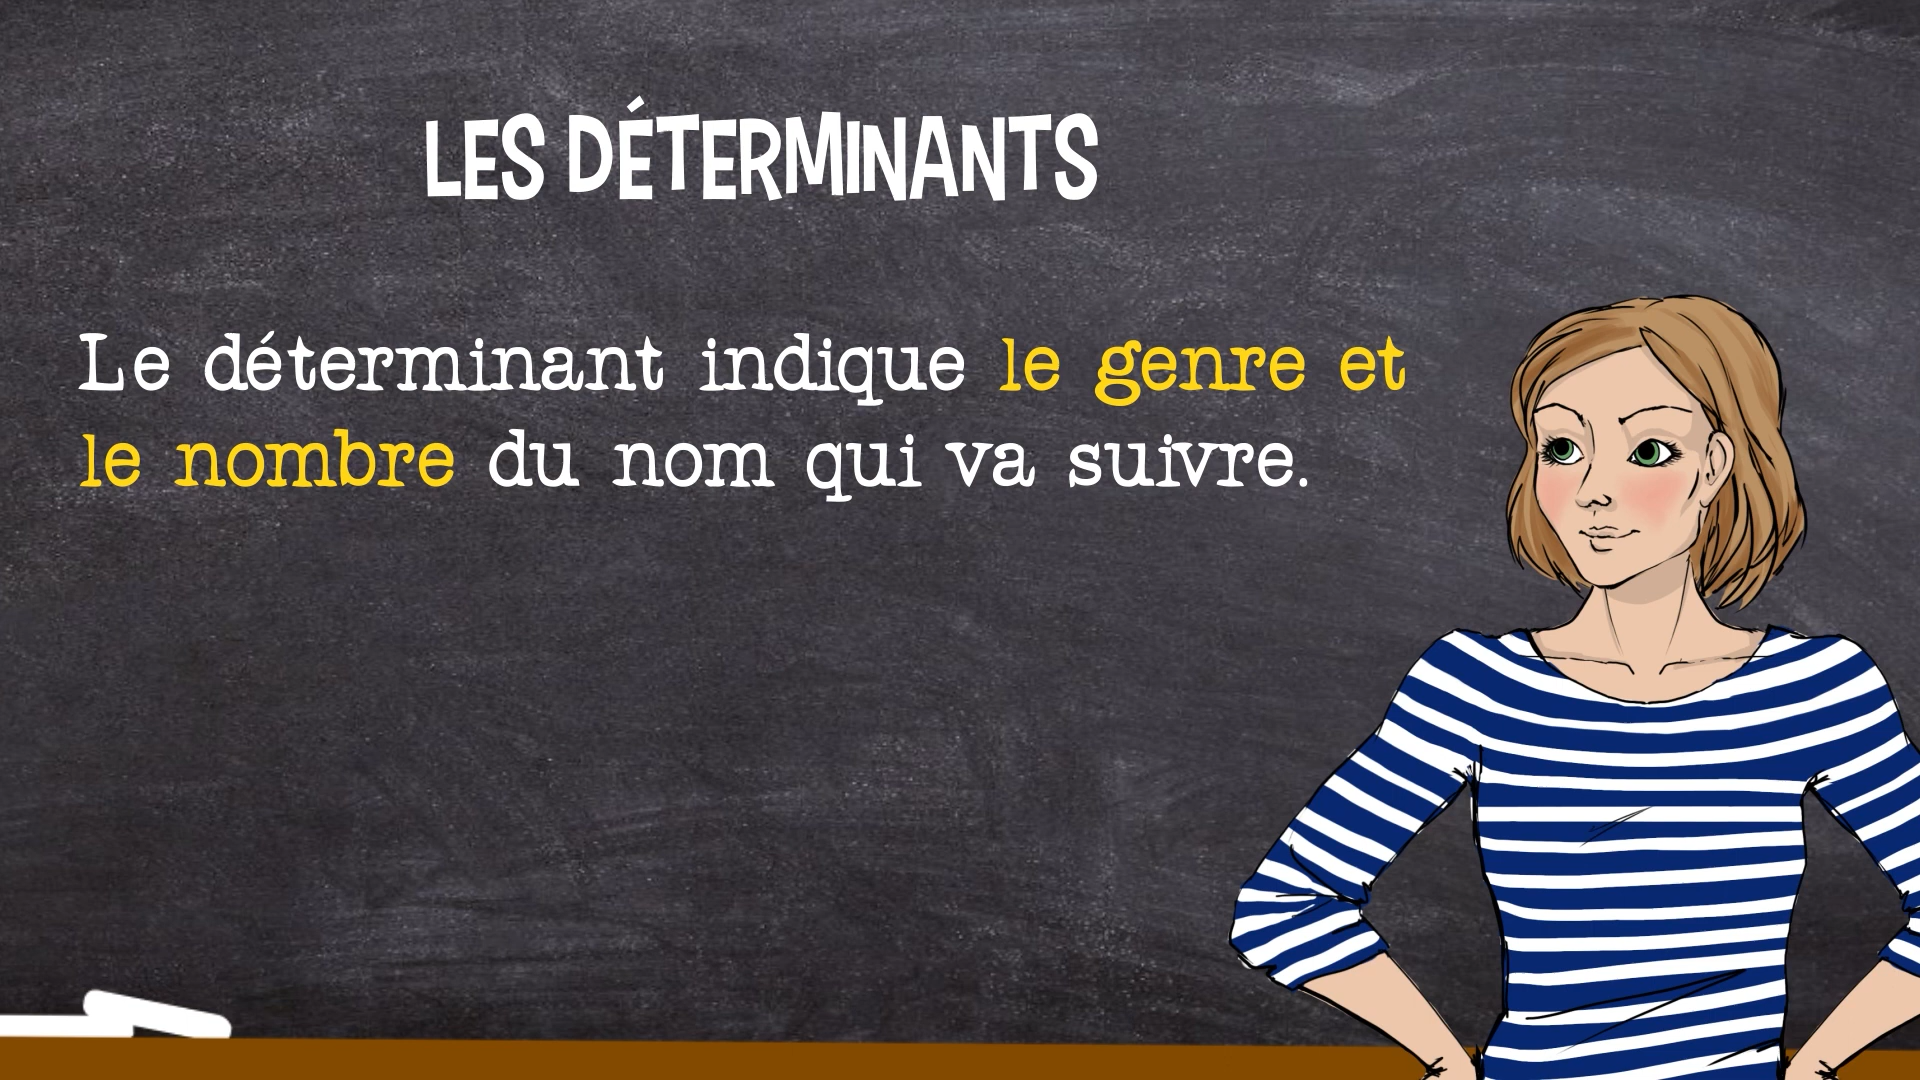 LES DÉTERMINANTS
Le déterminant indique le genre et
le nombre du nom qui va suivre.